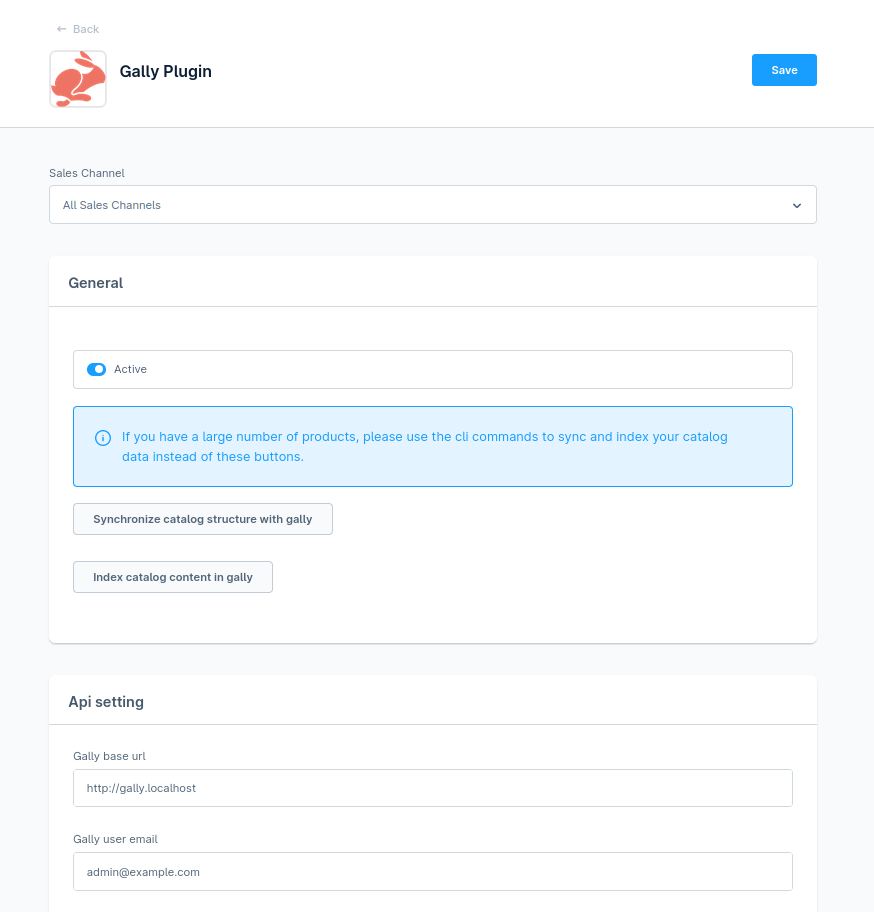 ← Back
Gally Plugin
Save
Sales Channel
All Sales Channels
General
Active
If you have a large number of products, please use the cli commands to sync and index your catalog
data instead of these buttons.
Synchronize catalog structure with gally
Index catalog content in gally
Api setting
Gally base url
http://gally.localhost
Gally user email
admin@example.com